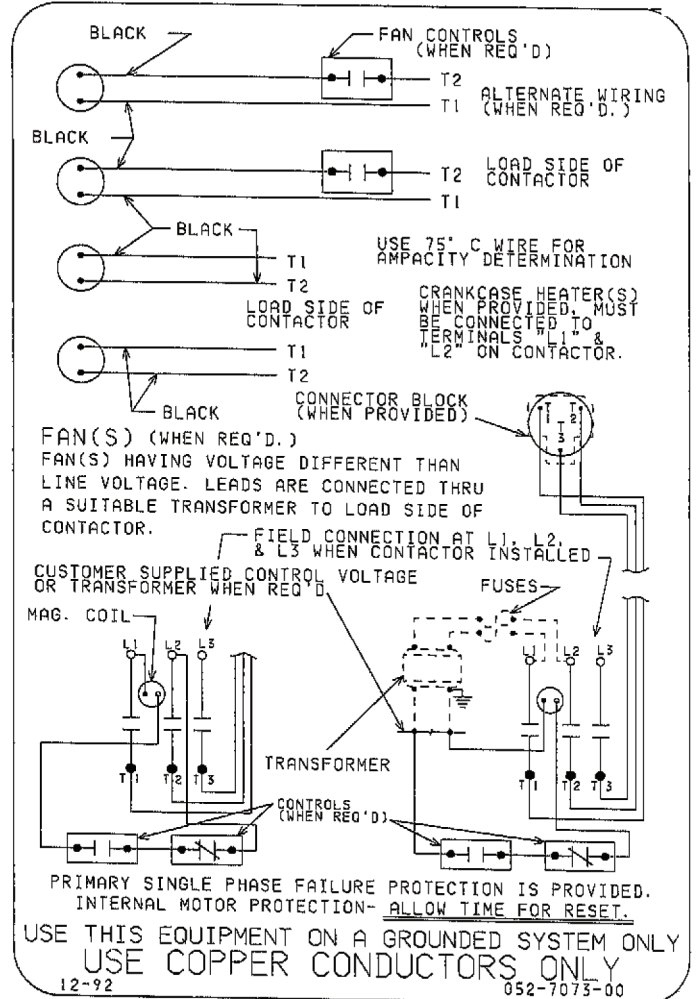 BLACK
FAN CONTROLS
(WHEN REQ'D)
T2
T1
ALTERNATE WIRING
(WHEN REQ'D.)
BLACK
T2
T1
LOAD SIDE OF
CONTACTOR
BLACK
T1
T2
USE 75° C WIRE FOR
AMPACITY DETERMINATION
LOAD SIDE OF
CONTACTOR
CRANKCASE HEATER(S)
WHEN PROVIDED, MUST
BE CONNECTED TO
TERMINALS "L1" &
"L2" ON CONTACTOR.
T1
T2
BLACK
CONNECTOR BLOCK
(WHEN PROVIDED)
T1
T2
T3
FAN(S) (WHEN REQ'D.)
FAN(S) HAVING VOLTAGE DIFFERENT THAN
LINE VOLTAGE. LEADS ARE CONNECTED THRU
A SUITABLE TRANSFORMER TO LOAD SIDE OF
CONTACTOR.
FIELD CONNECTION AT L1, L2,
& L3 WHEN CONTACTOR INSTALLED
CUSTOMER SUPPLIED CONTROL VOLTAGE
OR TRANSFORMER WHEN REQ'D
FUSES
MAG. COIL
L1 L2 L3
L1 L2 L3
TRANSFORMER
T1 T2 T3
T1 T2 T3
CONTROLS
(WHEN REQ'D)
PRIMARY SINGLE PHASE FAILURE PROTECTION IS PROVIDED.
INTERNAL MOTOR PROTECTION- ALLOW TIME FOR RESET.
USE THIS EQUIPMENT ON A GROUNDED SYSTEM ONLY
USE COPPER CONDUCTORS ONLY
12-92
052-7073-00